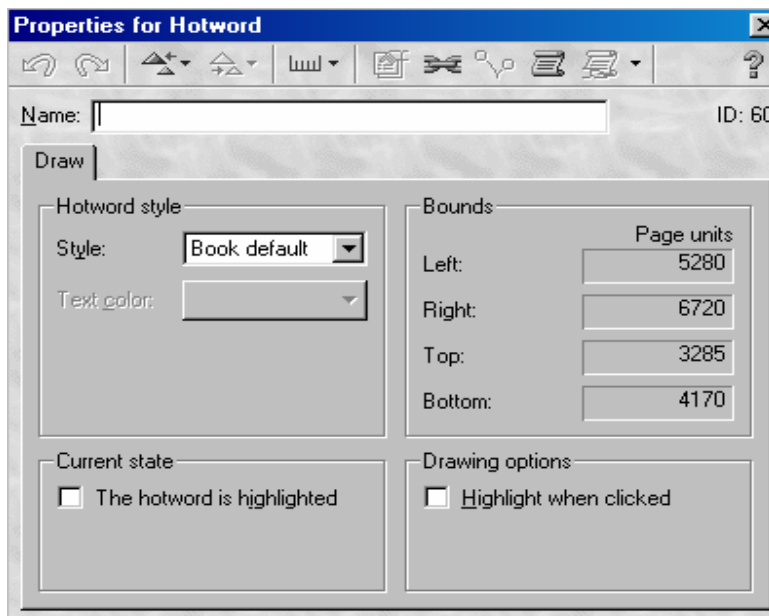 Properties for Hotword
Name: ID: 60
Draw
Hotword style
Style: Book default
Text color:
Bounds
Page units
Left: 5280
Right: 6720
Top: 3285
Bottom: 4170
Current state
The hotword is highlighted
Drawing options
Highlight when clicked